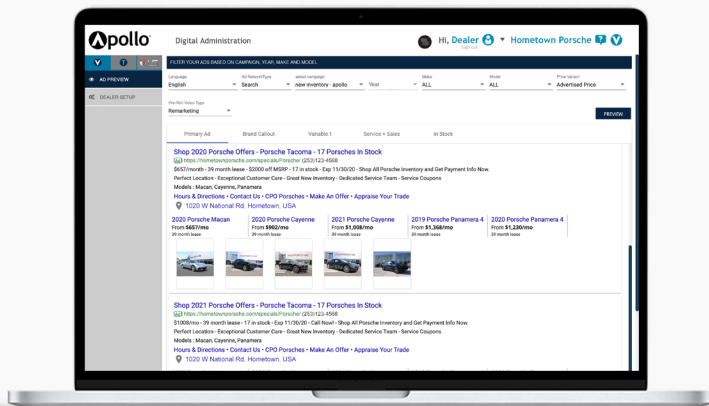 Apollo
Digital Administration
Hi, Dealer
sign out
Hometown Porsche
FILTER YOUR ADS BASED ON CAMPAIGN, YEAR, MAKE AND MODEL
AD PREVIEW
DEALER SETUP
Language
English
Ad NetworkType
Search
select campaign
new inventory - apollo
Year
Make
ALL
Model
ALL
Price Variant
Advertised Price
Pre Roll Video Type
Remarketing
PREVIEW
Primary Ad
Brand Callout
Variable 1
Service + Sales
In Stock
Shop 2020 Porsche Offers - Porsche Tacoma - 17 Porsches In Stock
Ad https://hometownporsche.com/specials/Porsche/ (253)/123-4568
$657/month - 39 month lease - $2000 off MSRP - 17 in stock - Exp 11/30/20 - Shop All Porsche Inventory and Get Payment Info Now.
Perfect Location - Exceptional Customer Care - Great New Inventory - Dedicated Service Team - Service Coupons
Models : Macan, Cayenne, Panamera
Hours & Directions • Contact Us • CPO Porsches • Make An Offer • Appraise Your Trade
1020 W National Rd, Hometown, USA
2020 Porsche Macan
From $657/mo
39 month lease
2020 Porsche Cayenne
From $902/mo
39 month lease
2021 Porsche Cayenne
From $1,008/mo
39 month lease
2019 Porsche Panamera 4
From $1,368/mo
39 month lease
2020 Porsche Panamera 4
From $1,230/mo
39 month lease
Shop 2021 Porsche Offers - Porsche Tacoma - 17 Porsches In Stock
Ad https://hometownporsche.com/specials/Porsche/ (253)/123-4568
$1008/mo - 39 month lease - 17 in stock - Exp 11/30/20 - Call Now! - Shop All Porsche Inventory and Get Payment Info Now.
Perfect Location - Exceptional Customer Care - Great New Inventory - Dedicated Service Team - Service Coupons
Models : Macan, Cayenne, Panamera
Hours & Directions • Contact Us • CPO Porsches • Make An Offer • Appraise Your Trade
1020 W National Rd, Hometown, USA